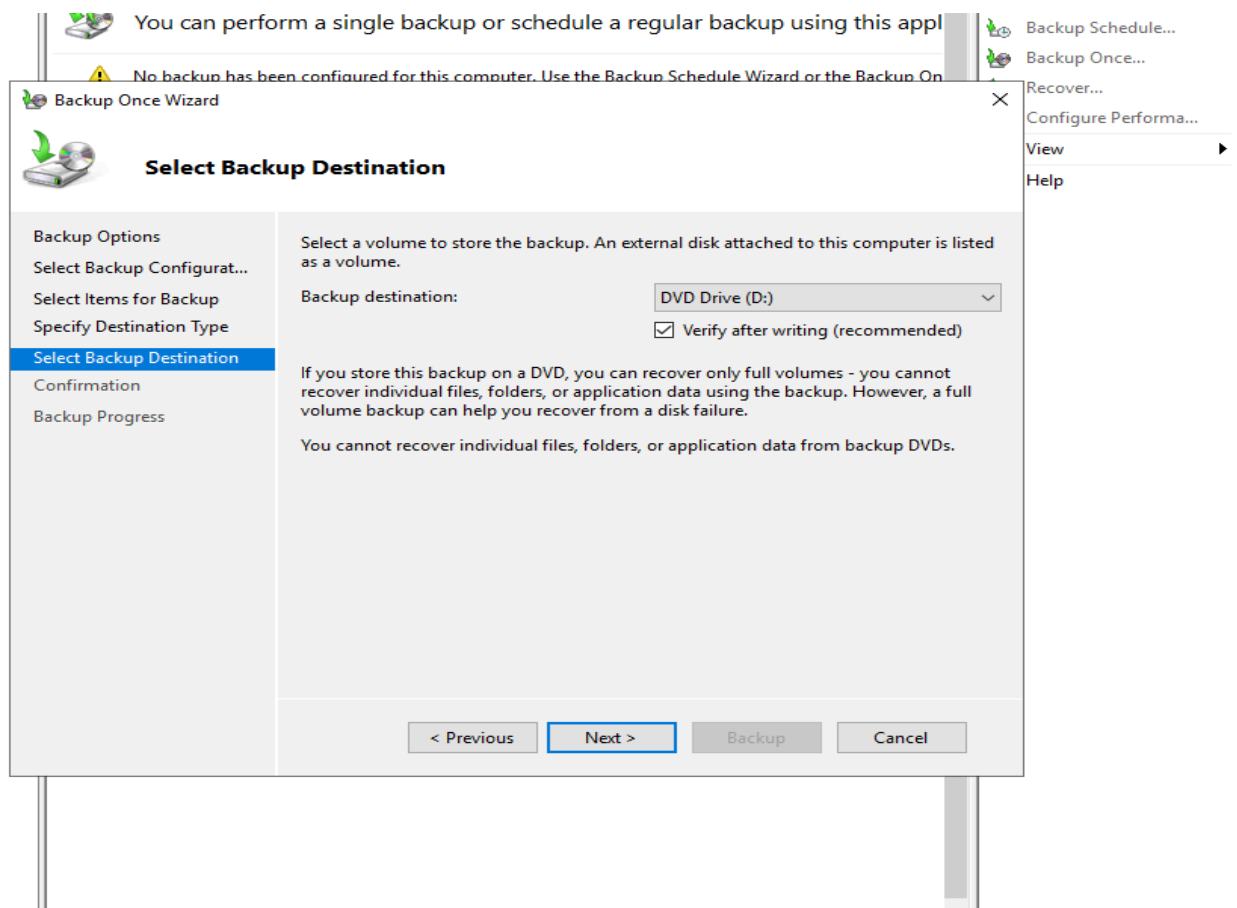 You can perform a single backup or schedule a regular backup using this appl
No backup has been configured for this computer. Use the Backup Schedule Wizard or the Backup On
Backup Schedule...
Backup Once...
Recover...
Configure Performa...
View
Help
Backup Once Wizard
Select Backup Destination
Backup Options
Select Backup Configurat...
Select Items for Backup
Specify Destination Type
Select Backup Destination
Confirmation
Backup Progress
Select a volume to store the backup. An external disk attached to this computer is listed
as a volume.
Backup destination:
DVD Drive (D:)
Verify after writing (recommended)
If you store this backup on a DVD, you can recover only full volumes - you cannot
recover individual files, folders, or application data using the backup. However, a full
volume backup can help you recover from a disk failure.
You cannot recover individual files, folders, or application data from backup DVDs.
< Previous
Next >
Backup
Cancel